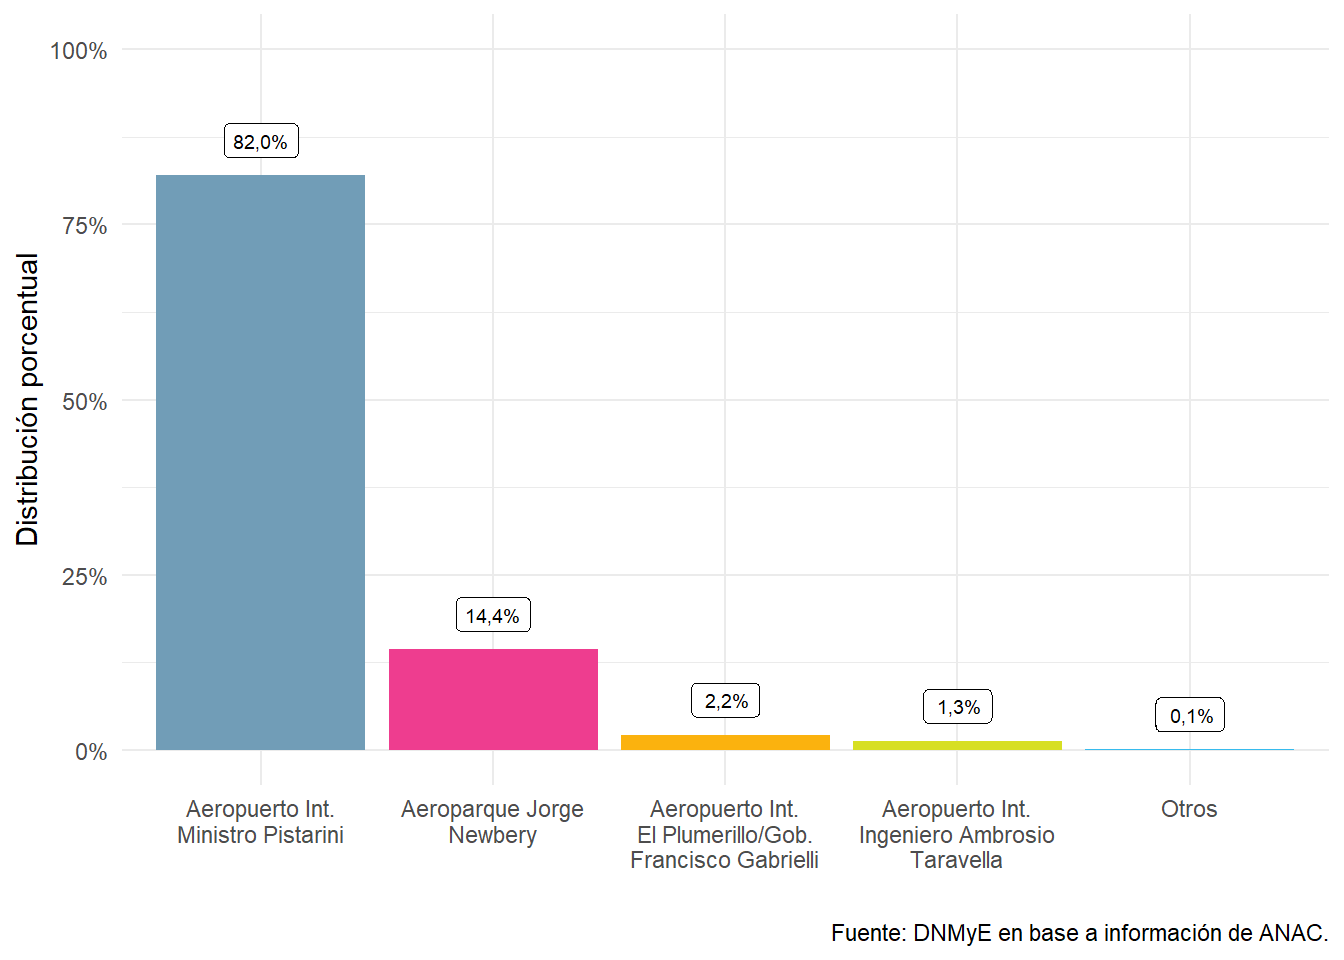 Distribución porcentual
100%
75%
50%
25%
0%
82,0%
14,4%
2,2%
1,3%
0,1%
Aeropuerto Int.
Ministro Pistarini
Aeroparque Jorge
Newbery
Aeropuerto Int.
El Plumerillo/Gob.
Francisco Gabrielli
Aeropuerto Int.
Ingeniero Ambrosio
Taravella
Otros
Fuente: DNMyE en base a información de ANAC.